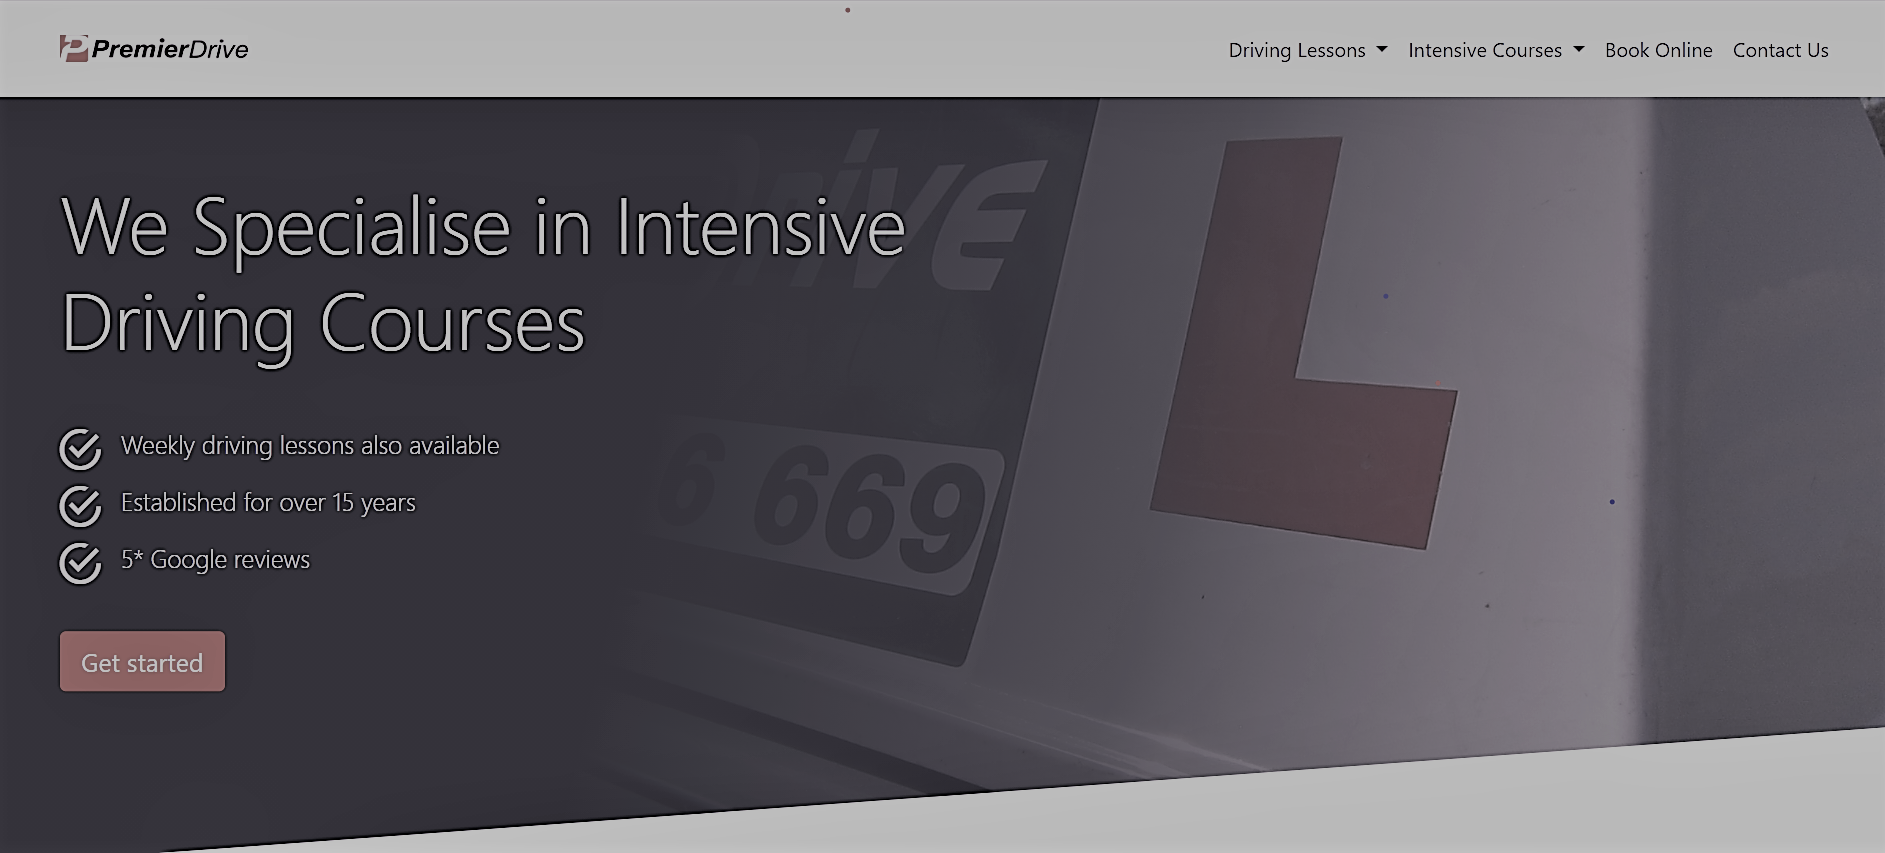 PremierDrive
Driving Lessons Intensive Courses Book Online Contact Us
We Specialise in Intensive
Driving Courses
Weekly driving lessons also available
Established for over 15 years
5* Google reviews
Get started
Drive
6 669
L